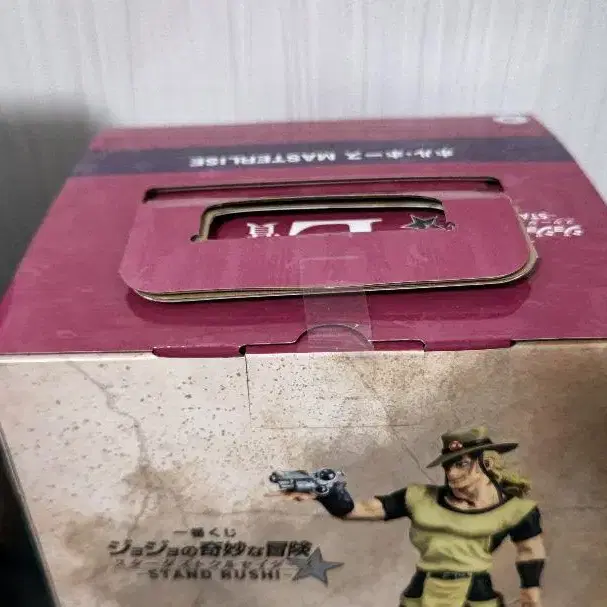 ホル・ホース MASTERLISE
E賞
一番くじ
ジョジョの奇妙な冒険
スターダストクルセイダース
-STAND RUSH!-